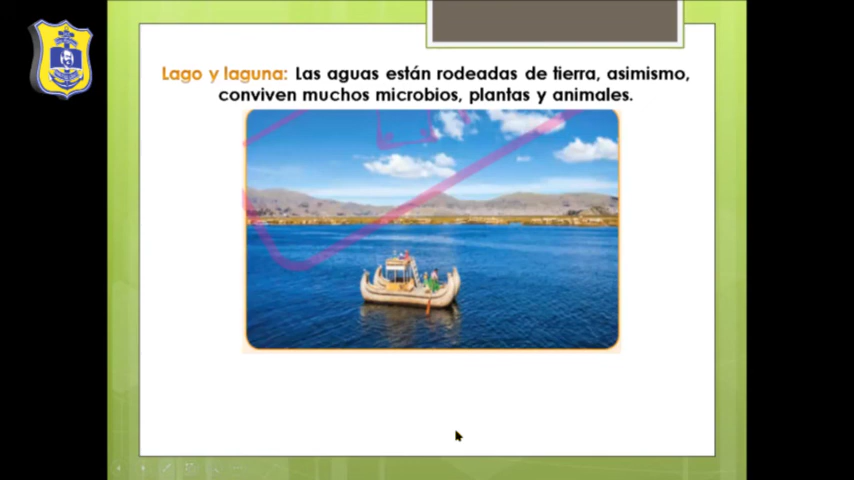 Lago y laguna: Las aguas están rodeadas de tierra, asimismo,
conviven muchos microbios, plantas y animales.